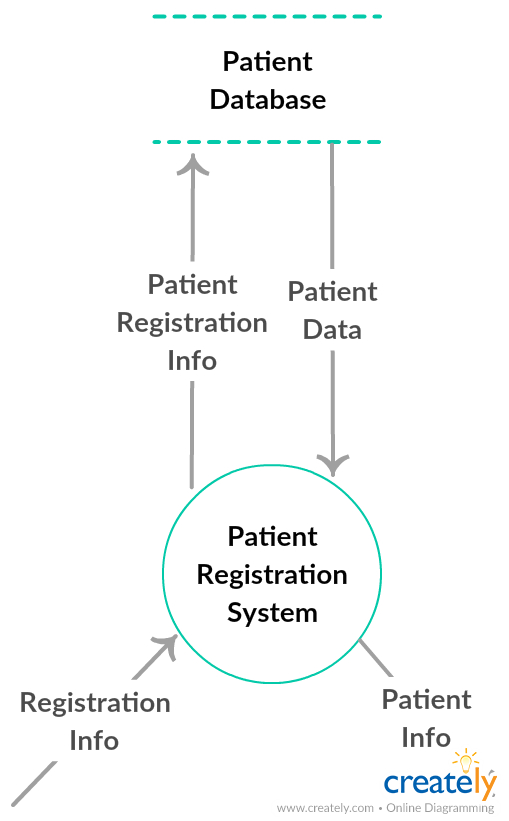 Patient
Database
Patient
Registration
Info
Patient
Data
Patient
Registration
System
Registration
Info
Patient
Info
creately
www.creately.com • Online Diagramming